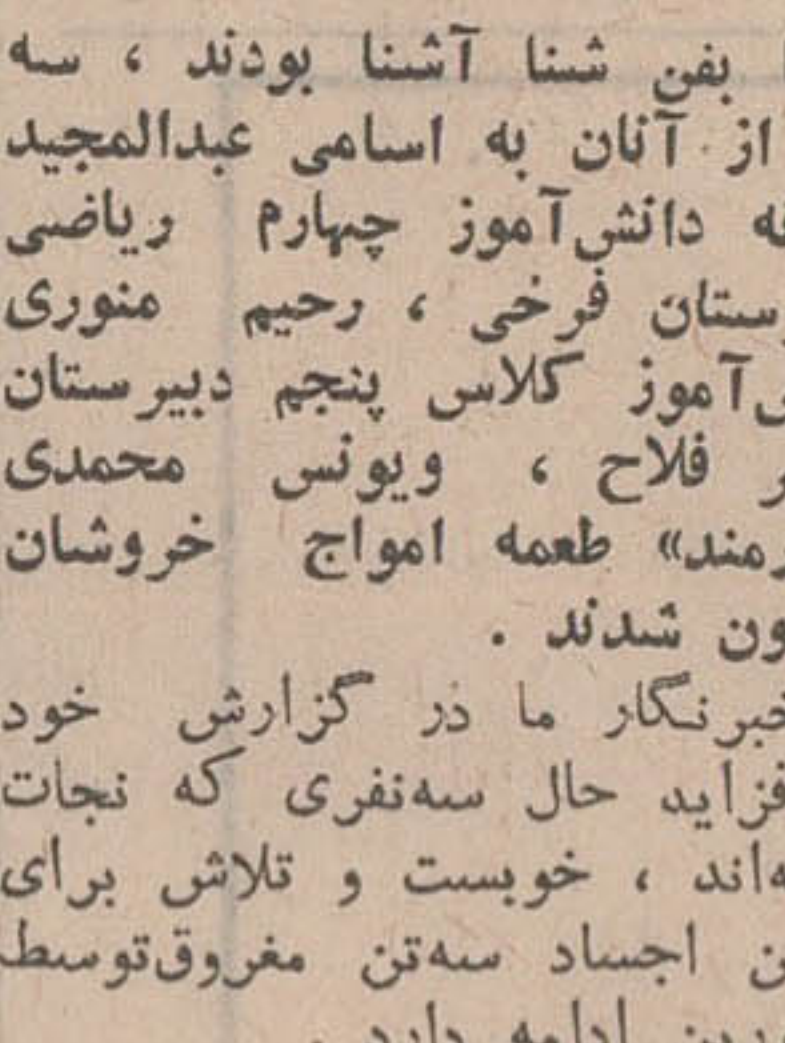 بفن شنا آشنا بودند ، سه
از آنان به اسامی عبدالمجید
دانش‌آموز چهارم ریاضی
فرخی ، رحیم منوری
آموز کلاس پنجم دبیرستان
فلاح ، ویونس محمدی
طعمه امواج خروشان
شدند .
خبرنگار ما در گزارش خود
حال سه‌نفری که نجات
، خوبست و تلاش برای
اجساد سه‌تن مغروق‌توسط
ادامه دارد .